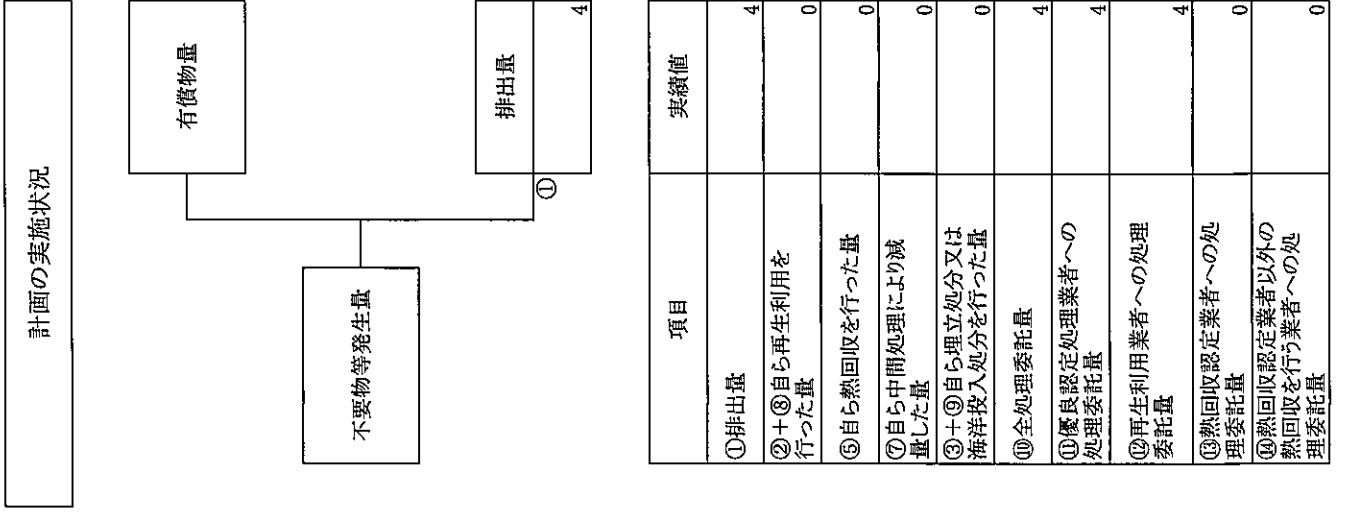 計画の実施状況
有償物量
不要物等発生量
排出量
①
4
項目
実績値
①排出量
4
②+⑧自ら再生利用を
行った量
0
⑤自ら熱回収を行った量
0
⑦自ら中間処理により減
量した量
0
③+⑨自ら埋立処分又は
海洋投入処分を行った量
0
⑩全処理委託量
4
⑪優良認定処理業者への
処理委託量
4
⑫再生利用業者への処理
委託量
4
⑬熱回収認定業者への処
理委託量
0
⑭熱回収認定業者以外の
熱回収を行う業者への処
理委託量
0